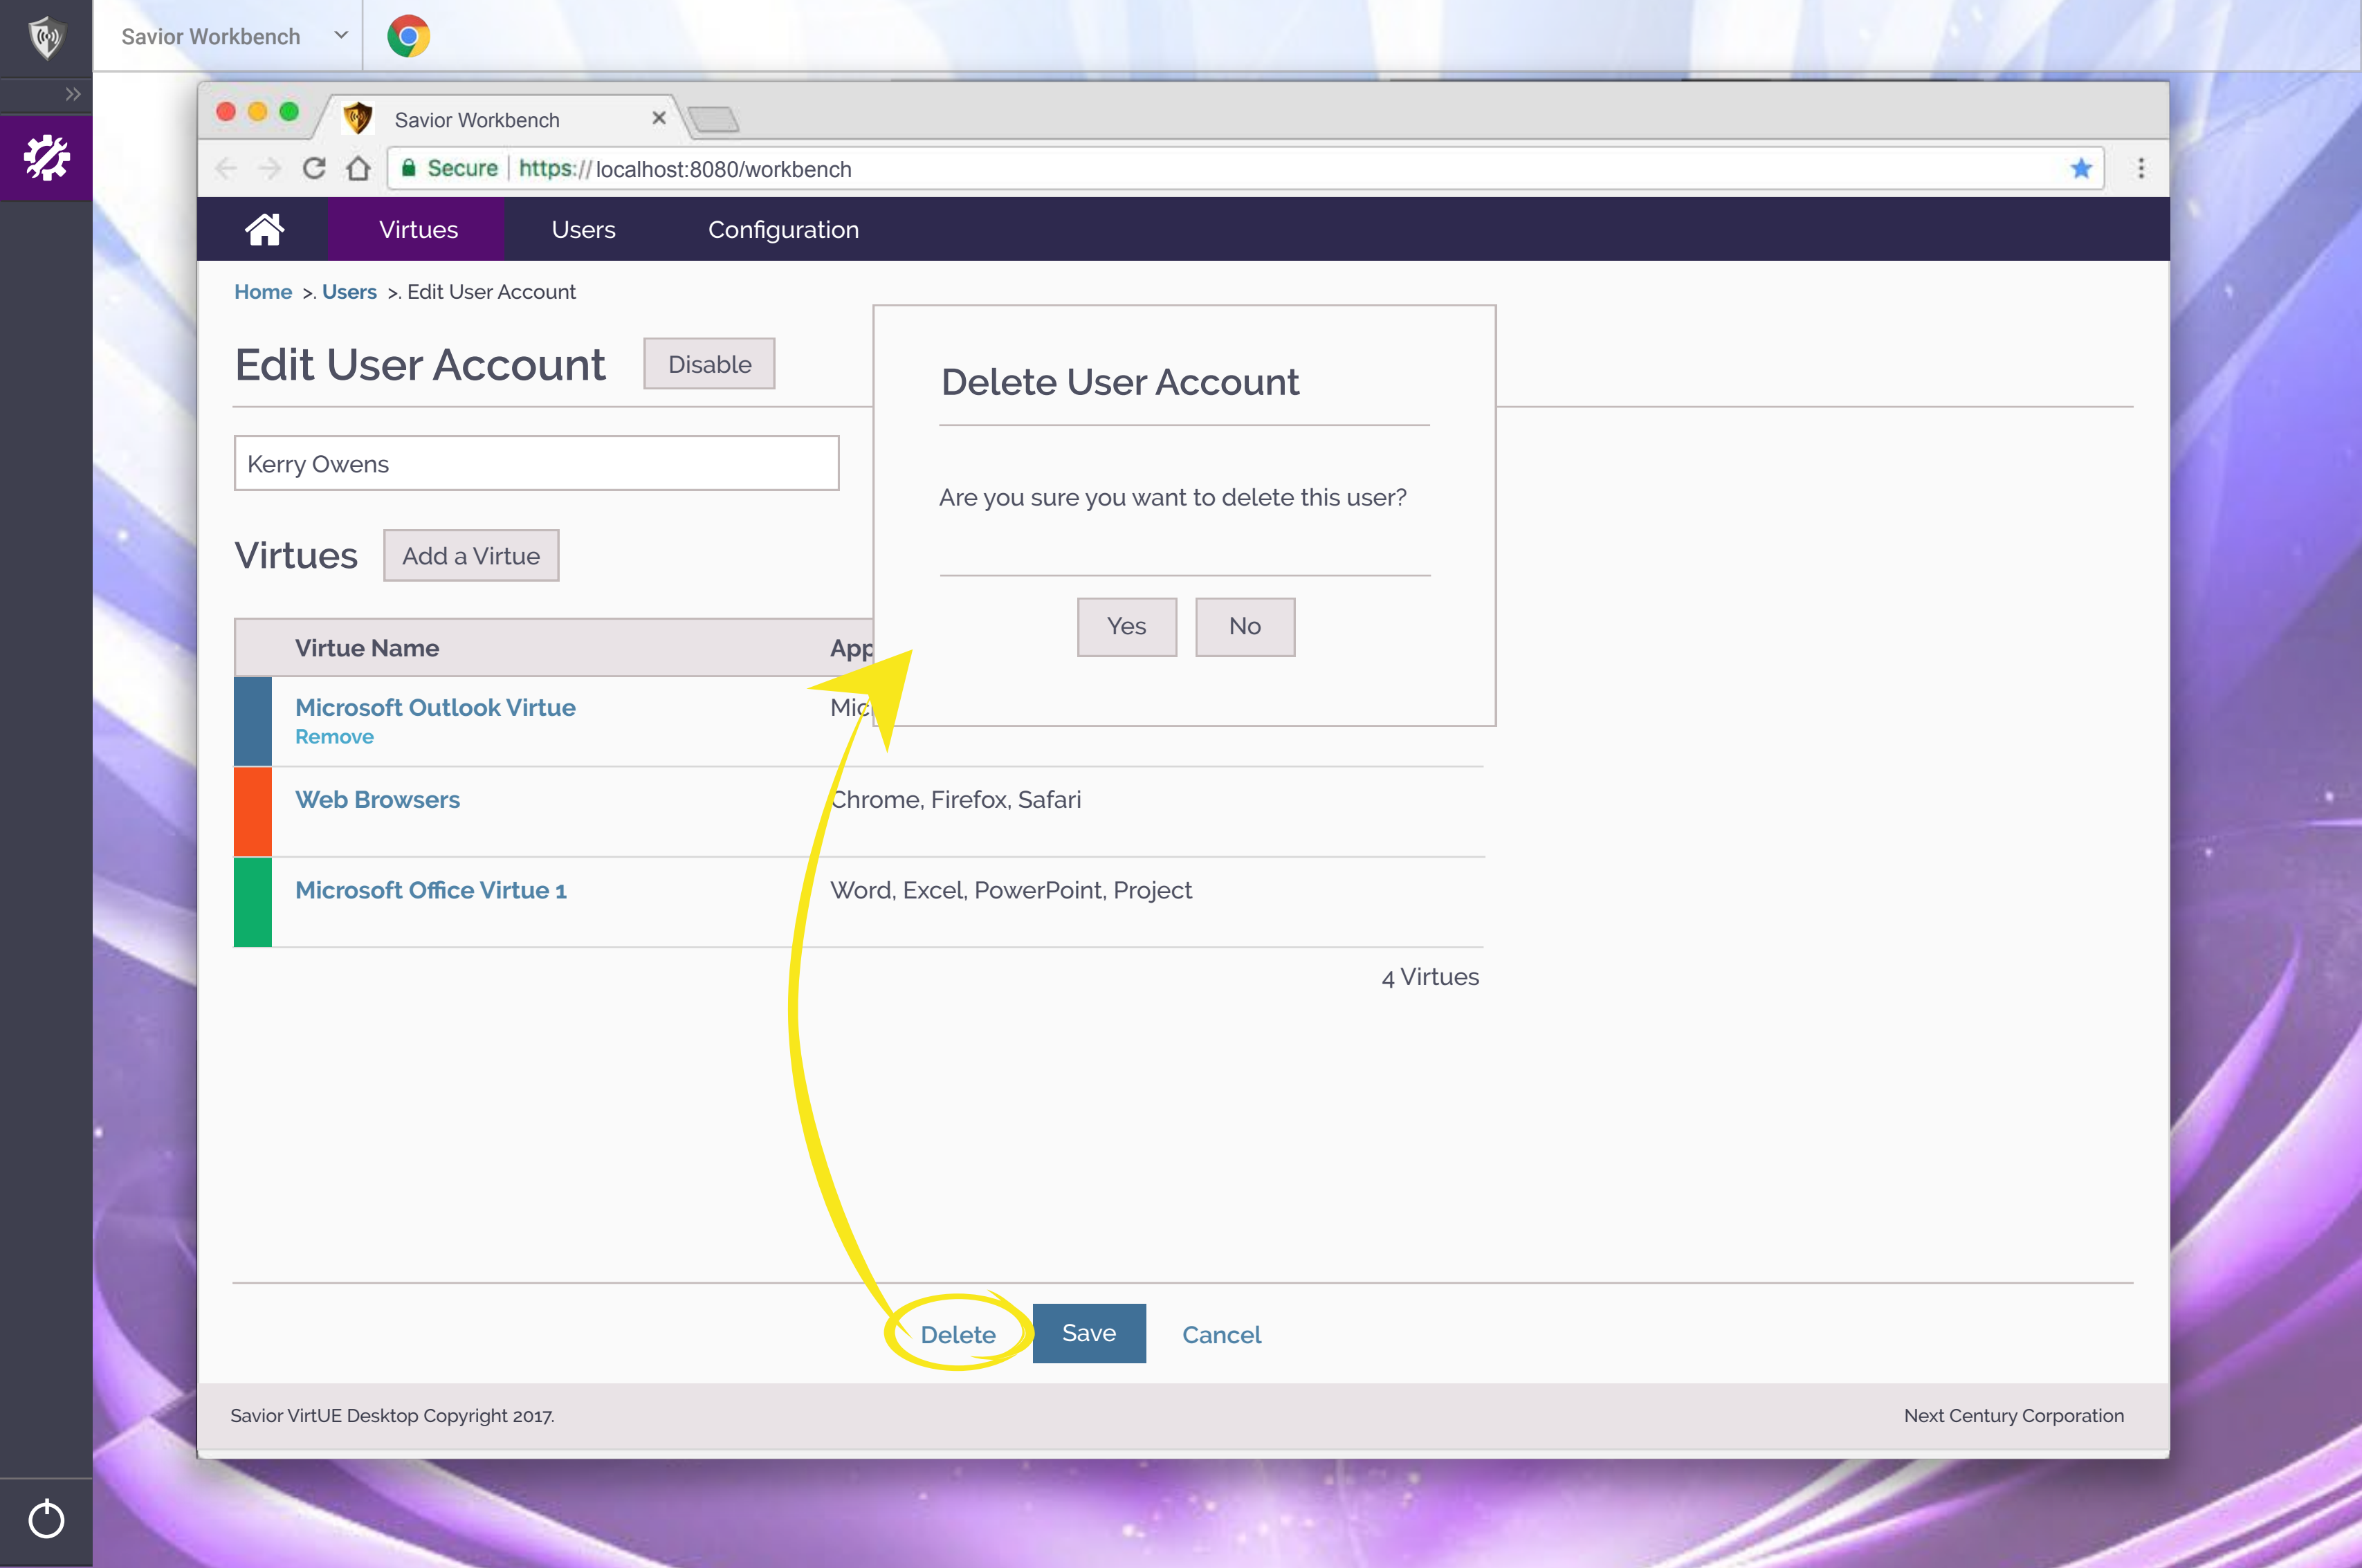 Savior Workbench
Savior Workbench
Secure https://localhost:8080/workbench
Virtues Users Configuration
Home >. Users >. Edit User Account
Edit User Account Disable
Delete User Account
Kerry Owens
Are you sure you want to delete this user?
Virtues Add a Virtue
Yes No
Virtue Name App
Microsoft Outlook Virtue
Remove
Web Browsers Chrome, Firefox, Safari
Microsoft Office Virtue 1 Word, Excel, PowerPoint, Project
4 Virtues
Delete Save Cancel
Savior VirtUE Desktop Copyright 2017. Next Century Corporation